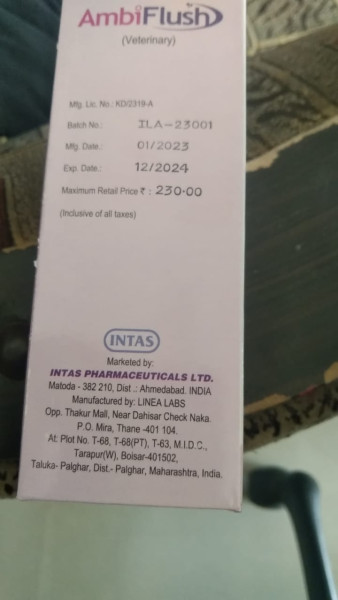 AmbiFlush
(Veterinary)
Mfg. Lic. No.: KD/2319-A
Batch No.: ILA-23001
Mfg. Date.: 01/2023
Exp. Date.: 12/2024
Maximum Retail Price ₹ : 230.00
(Inclusive of all taxes)
INTAS
Marketed by:
INTAS PHARMACEUTICALS LTD.
Matoda - 382 210, Dist .: Ahmedabad. INDIA
Manufactured by: LINEA LABS
Opp. Thakur Mall, Near Dahisar Check Naka.
P.O. Mira, Thane -401 104.
At: Plot No. T-68, T-68(PT), T-63, M.I.D.C.,
Tarapur(W), Boisar-401502,
Taluka- Palghar, Dist.- Palghar, Maharashtra, India.